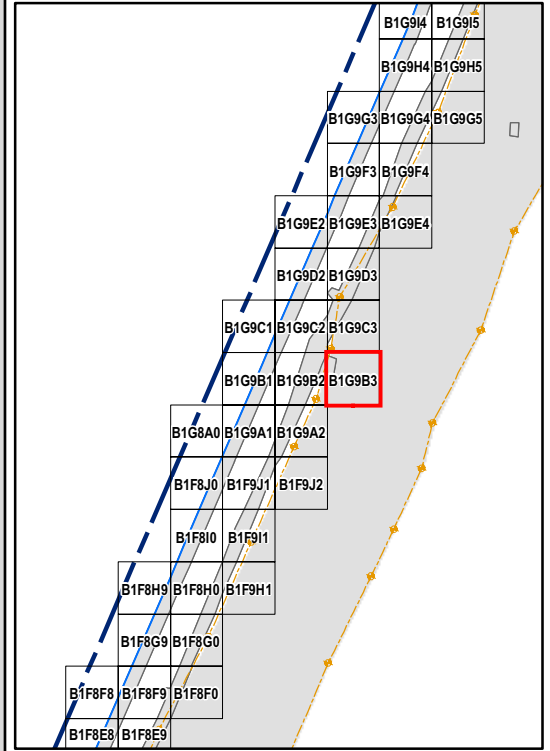 B1G9I4 B1G9I5
B1G9H4 B1G9H5
B1G9G3 B1G9G4 B1G9G5
B1G9F3 B1G9F4
B1G9E2 B1G9E3 B1G9E4
B1G9D2 B1G9D3
B1G9C1 B1G9C2 B1G9C3
B1G9B1 B1G9B2 B1G9B3
B1G8A0 B1G9A1 B1G9A2
B1F8J0 B1F9J1 B1F9J2
B1F8I0 B1F9I1
B1F8H9 B1F8H0 B1F9H1
B1F8G9 B1F8G0
B1F8F8 B1F8F9 B1F8F0
B1F8E8 B1F8E9